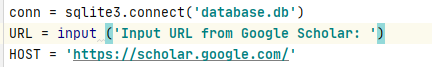 conn = sqlite3.connect('database.db')
URL = input ('Input URL from Google Scholar: ')
HOST = 'https://scholar.google.com/'